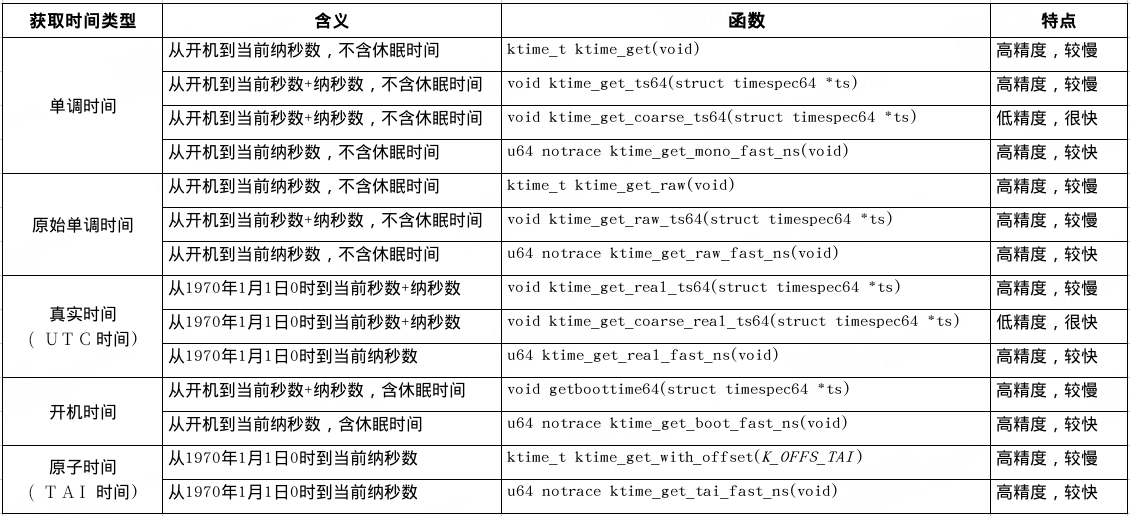 获取时间类型 含义 函数 特点
单调时间
从开机到当前纳秒数，不含休眠时间 ktime_t ktime_get(void) 高精度，较慢
从开机到当前秒数+纳秒数，不含休眠时间 void ktime_get_ts64(struct timespec64 *ts) 高精度，较慢
从开机到当前秒数+纳秒数，不含休眠时间 void ktime_get_coarse_ts64(struct timespec64 *ts) 低精度，很快
从开机到当前纳秒数，不含休眠时间 u64 notrace ktime_get_mono_fast_ns(void) 高精度，较快
原始单调时间
从开机到当前纳秒数，不含休眠时间 ktime_t ktime_get_raw(void) 高精度，较慢
从开机到当前秒数+纳秒数，不含休眠时间 void ktime_get_raw_ts64(struct timespec64 *ts) 高精度，较慢
从开机到当前纳秒数，不含休眠时间 u64 notrace ktime_get_raw_fast_ns(void) 高精度，较快
真实时间
（ UTC时间）
从1970年1月1日0时到当前秒数+纳秒数 void ktime_get_real_ts64(struct timespec64 *ts) 高精度，较慢
从1970年1月1日0时到当前秒数+纳秒数 void ktime_get_coarse_real_ts64(struct timespec64 *ts) 低精度，很快
从1970年1月1日0时到当前纳秒数 u64 ktime_get_real_fast_ns(void) 高精度，较快
开机时间
从开机到当前秒数+纳秒数，含休眠时间 void getboottime64(struct timespec64 *ts) 高精度，较慢
从开机到当前纳秒数，含休眠时间 u64 notrace ktime_get_boot_fast_ns(void) 高精度，较快
原子时间
（ TAI 时间）
从1970年1月1日0时到当前纳秒数 ktime_t ktime_get_with_offset(K_OFFS_TAI) 高精度，较慢
从1970年1月1日0时到当前纳秒数 u64 notrace ktime_get_tai_fast_ns(void) 高精度，较快